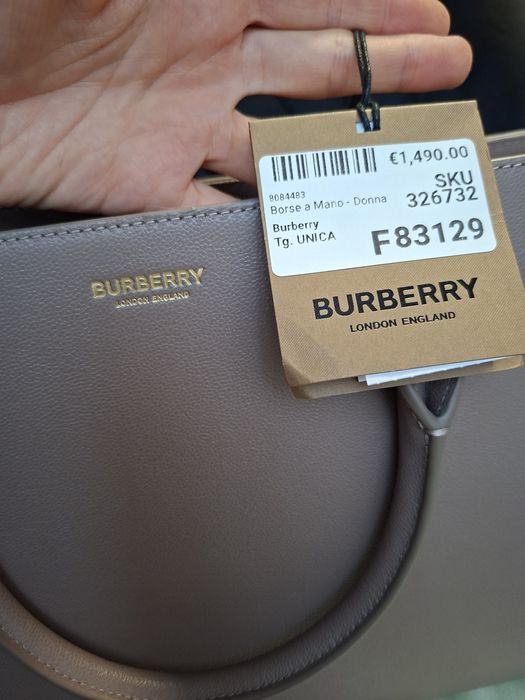 €1,490.00
8084483
SKU
Borse a Mano - Donna
326732
Burberry
Tg. UNICA
F83129
BURBERRY
LONDON ENGLAND
BURBERRY
LONDON ENGLAND